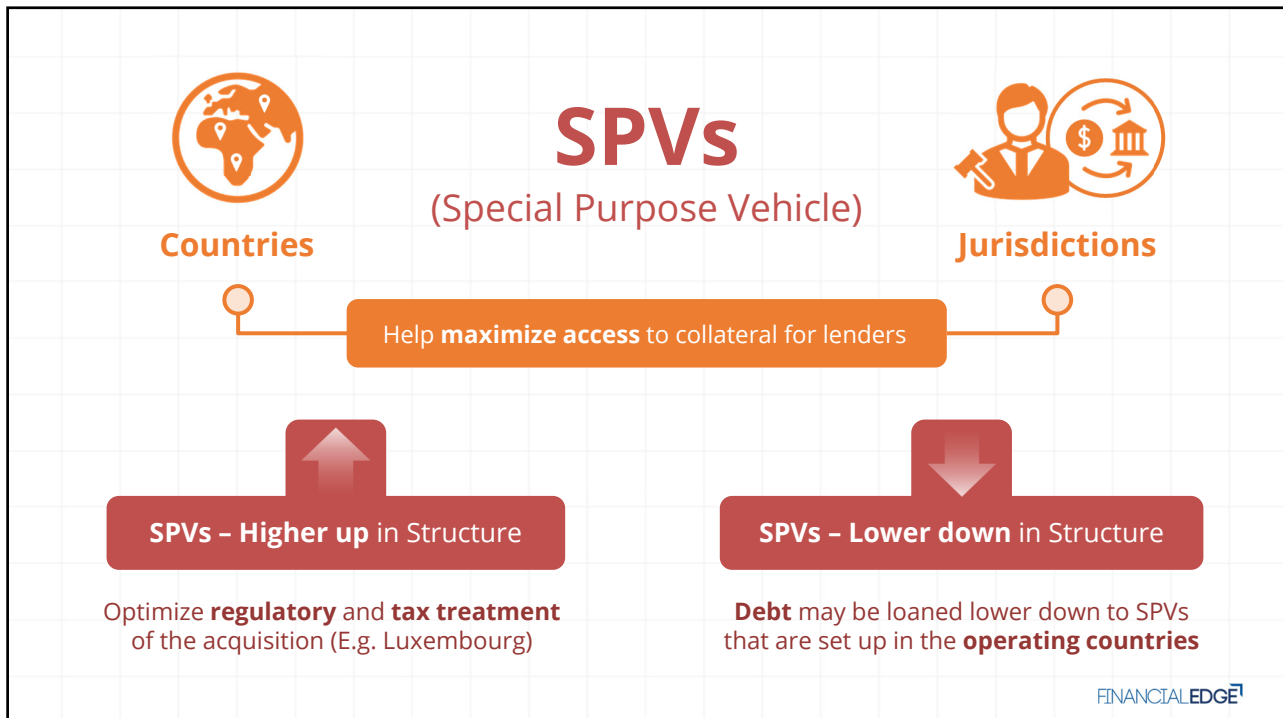 SPVs
(Special Purpose Vehicle)
Countries
Jurisdictions
$
Help maximize access to collateral for lenders
SPVs – Higher up in Structure
Optimize regulatory and tax treatment
of the acquisition (E.g. Luxembourg)
SPVs – Lower down in Structure
Debt may be loaned lower down to SPVs
that are set up in the operating countries
FINANCIALEDGE